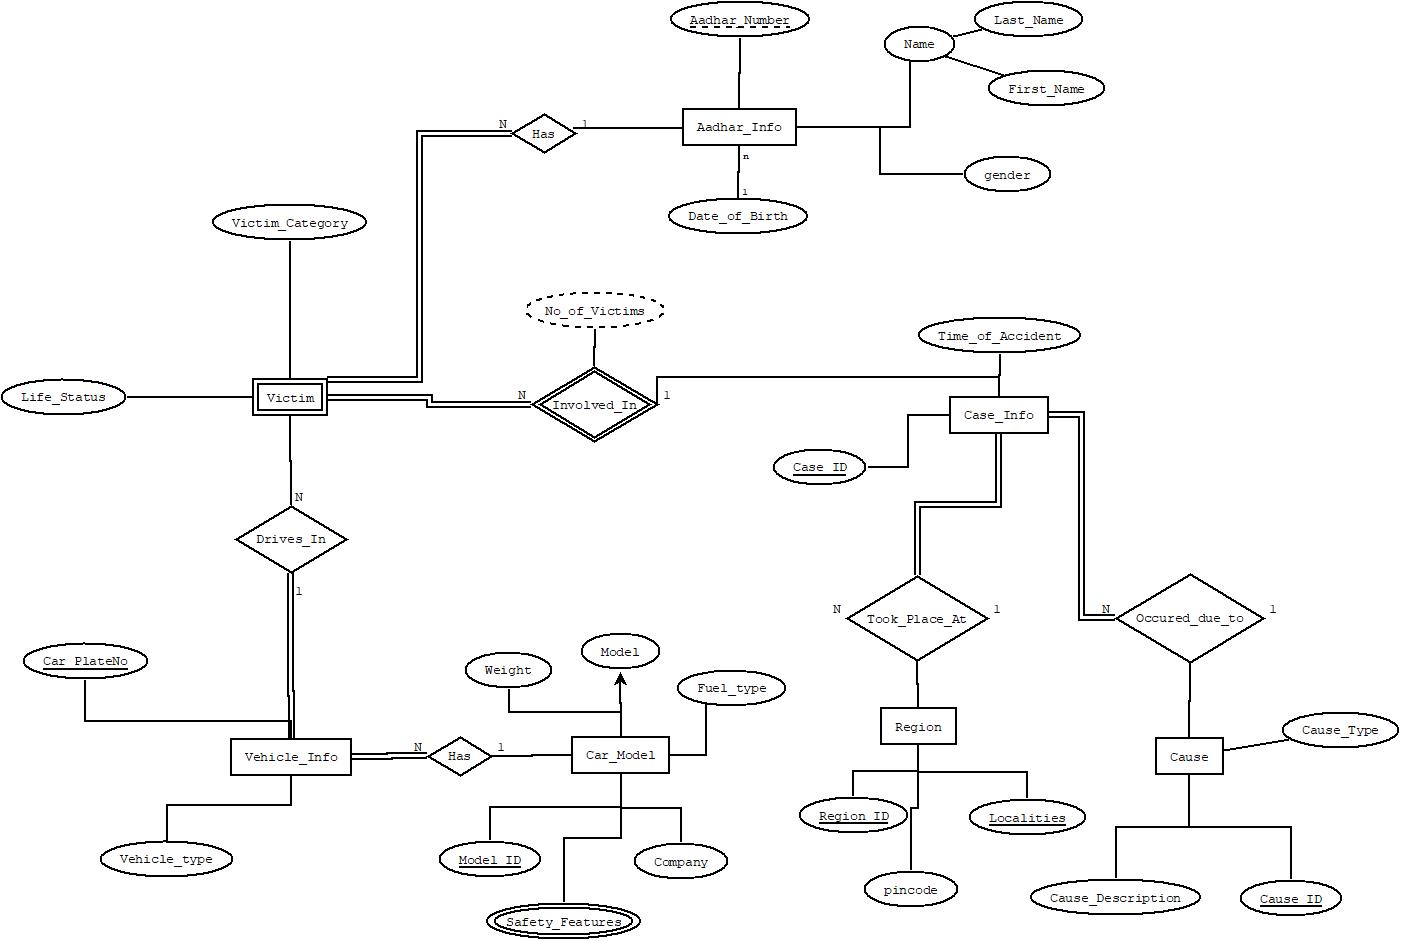 Aadhar_Number
Last_Name
Name
First_Name
N
Has
1
Aadhar_Info
n
gender
1
Date_of_Birth
Victim_Category
No_of_Victims
Time_of_Accident
Life_Status
Victim
N
Involved_In
1
Case_Info
Case ID
N
Drives_In
1
N
Took_Place_At
1
N
Occured_due_to
1
Car PlateNo
Weight
Model
Fuel_type
Region
Cause_Type
Vehicle_Info
N
Has
1
Car_Model
Cause
Region ID
Localities
Vehicle_type
Model ID
Company
pincode
Cause_Description
Cause ID
Safety_Features